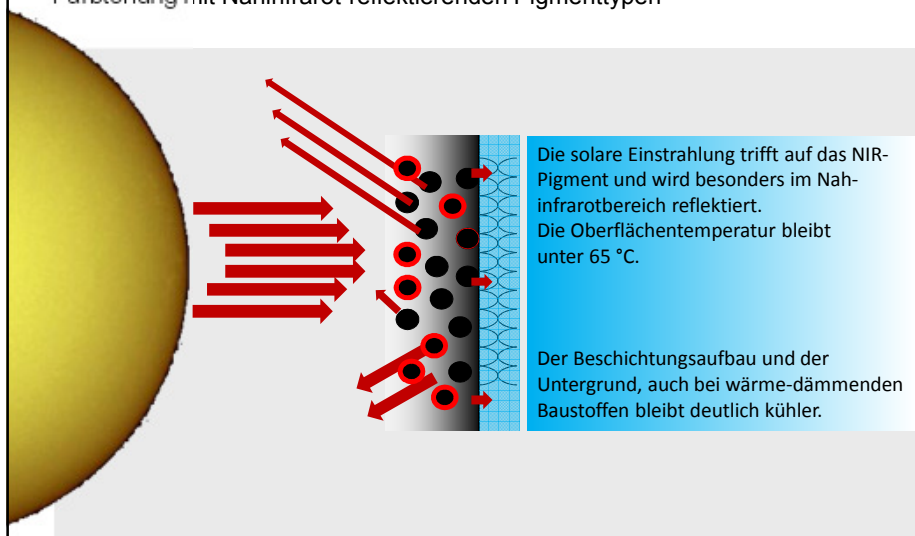 mit Nahinfrarot reflektierenden Pigmenttypen
Die solare Einstrahlung trifft auf das NIR-
Pigment und wird besonders im Nah-
infrarotbereich reflektiert.
Die Oberflächentemperatur bleibt
unter 65 °C.
Der Beschichtungsaufbau und der
Untergrund, auch bei wärme-dämmenden
Baustoffen bleibt deutlich kühler.